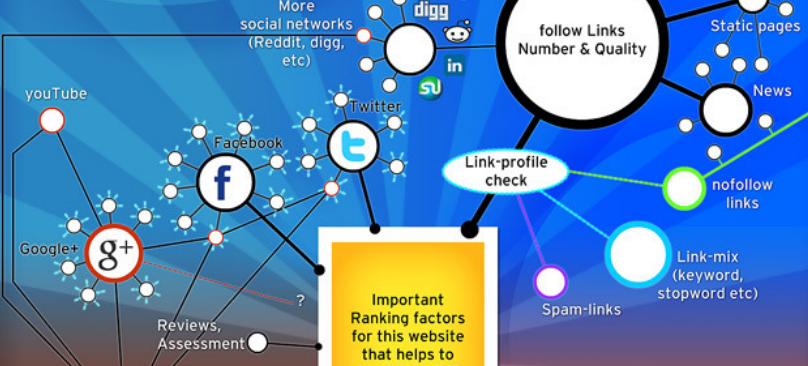 More
social networks
(Reddit, digg,
etc)
digg
in
follow Links
Number & Quality
Static pages
News
youTube
Twitter
Facebook
f
t
Link-profile
check
nofollow
links
Google+
g+
Link-mix
(keyword,
stopword etc)
?
Spam-links
Important
Ranking factors
for this website
that helps to
Reviews,
Assessment